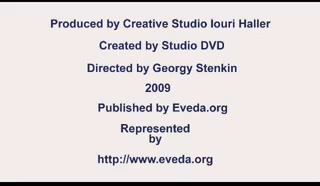 Produced by Creative Studio Iouri Haller
Created by Studio DVD
Directed by Georgy Stenkin
2009
Published by Eveda.org
Represented
by
http://www.eveda.org